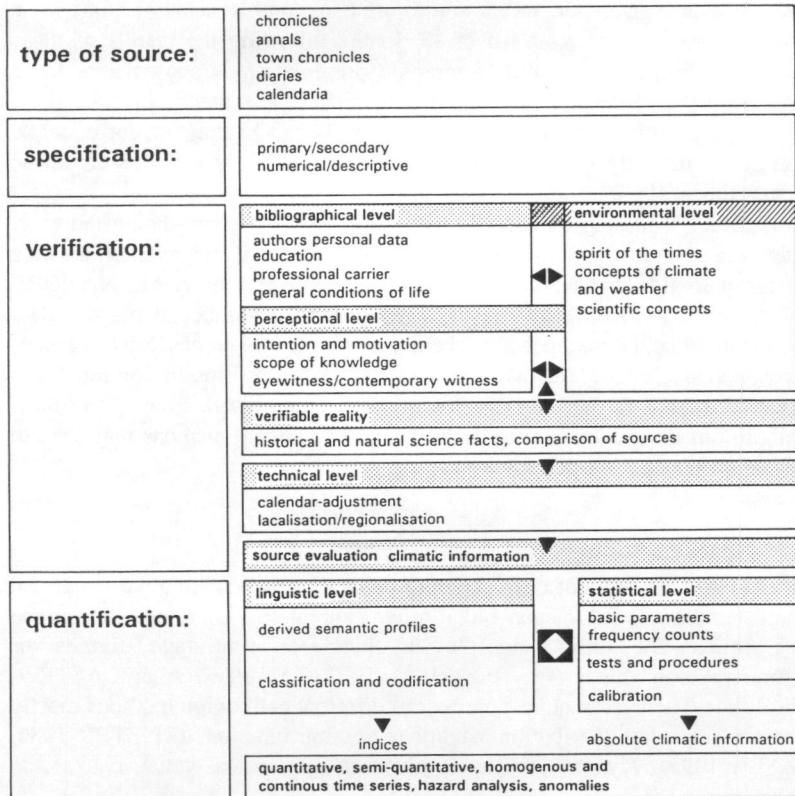 type of source:
chronicles
annals
town chronicles
diaries
calendaria
specification:
primary/secondary
numerical/descriptive
verification:
bibliographical level
environmental level
authors personal data
education
professional carrier
general conditions of life
spirit of the times
concepts of climate
and weather
scientific concepts
perceptional level
intention and motivation
scope of knowledge
eyewitness/contemporary witness
verifiable reality
historical and natural science facts, comparison of sources
technical level
calendar-adjustment
lacalisation/regionalisation
source evaluation climatic information
quantification:
linguistic level
statistical level
derived semantic profiles
basic parameters
frequency counts
tests and procedures
classification and codification
calibration
indices
absolute climatic information
quantitative, semi-quantitative, homogenous and
continous time series, hazard analysis, anomalies